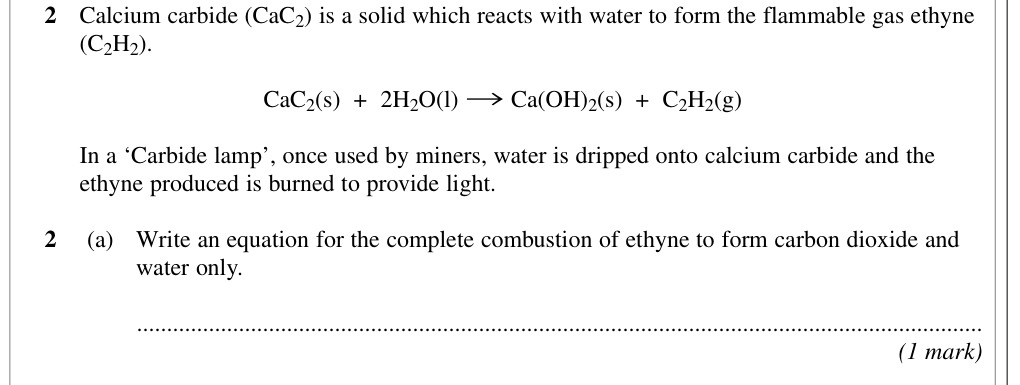 2 Calcium carbide (CaC₂) is a solid which reacts with water to form the flammable gas ethyne
(C₂H₂).
CaC₂(s) + 2H₂O(l) ⟶ Ca(OH)₂(s) + C₂H₂(g)
In a ‘Carbide lamp’, once used by miners, water is dripped onto calcium carbide and the
ethyne produced is burned to provide light.
2 (a) Write an equation for the complete combustion of ethyne to form carbon dioxide and
water only.
(1 mark)